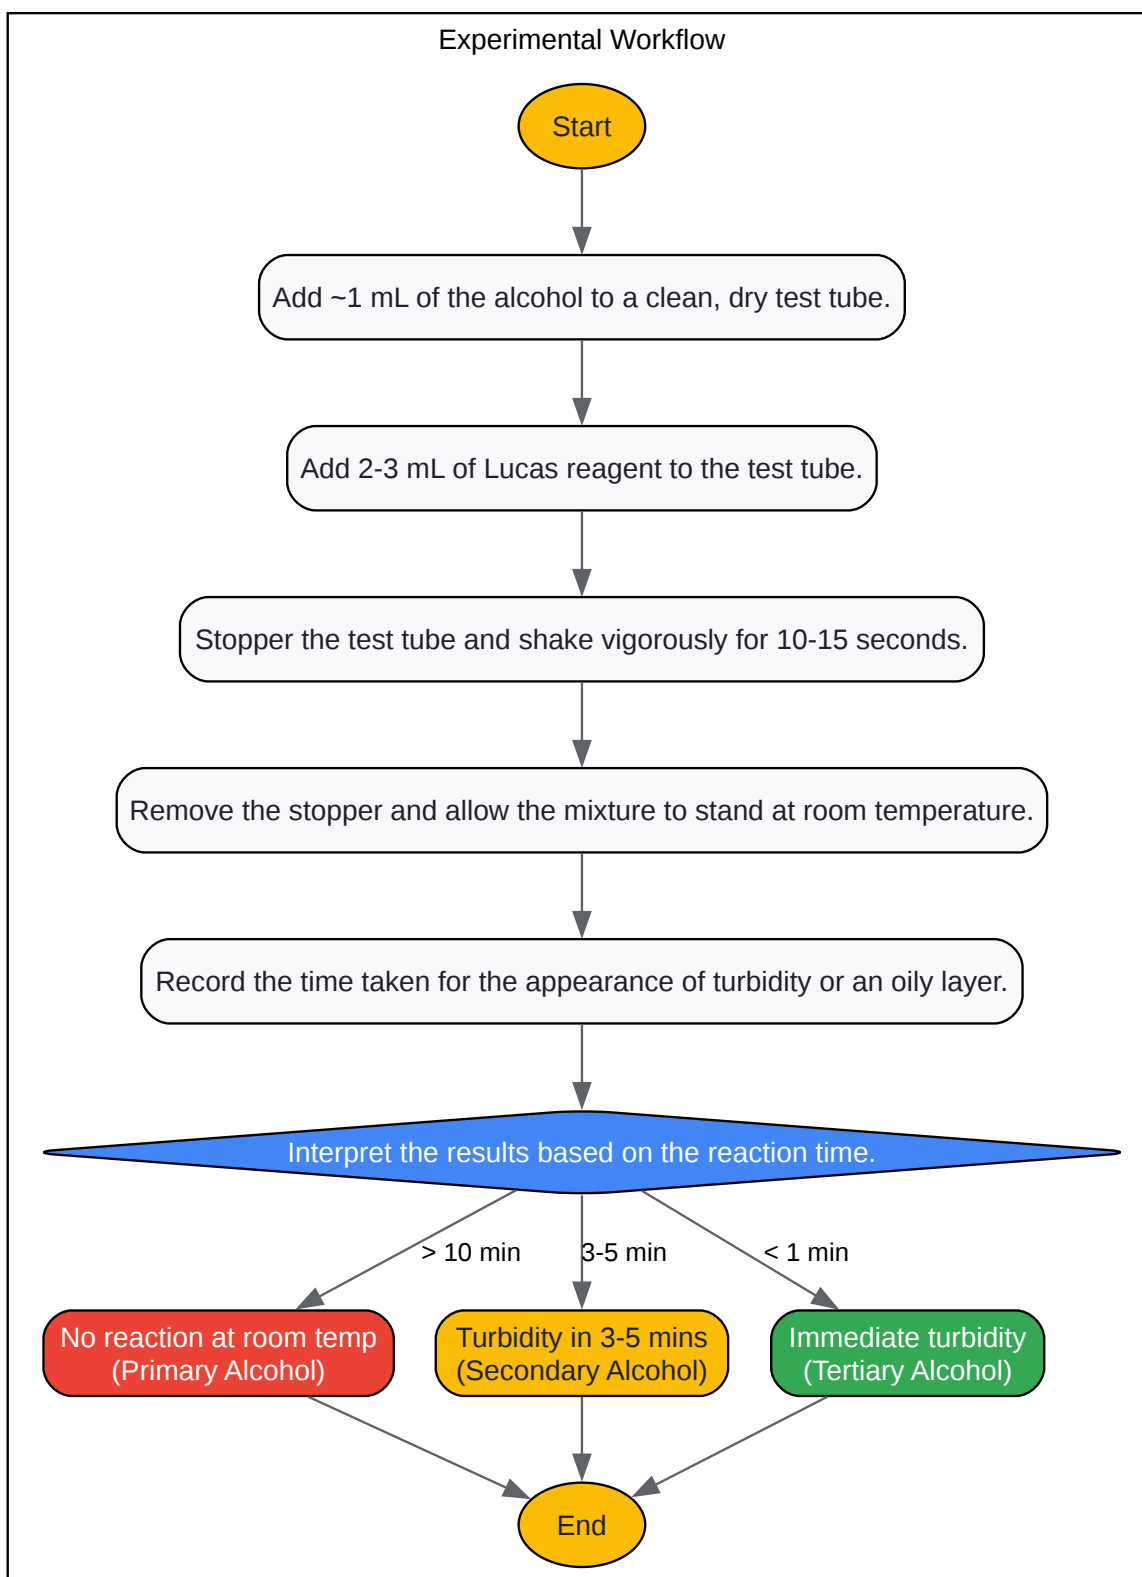 Experimental Workflow
Start
Add ~1 mL of the alcohol to a clean, dry test tube.
Add 2-3 mL of Lucas reagent to the test tube.
Stopper the test tube and shake vigorously for 10-15 seconds.
Remove the stopper and allow the mixture to stand at room temperature.
Record the time taken for the appearance of turbidity or an oily layer.
Interpret the results based on the reaction time.
> 10 min
3-5 min
< 1 min
No reaction at room temp
(Primary Alcohol)
Turbidity in 3-5 mins
(Secondary Alcohol)
Immediate turbidity
(Tertiary Alcohol)
End